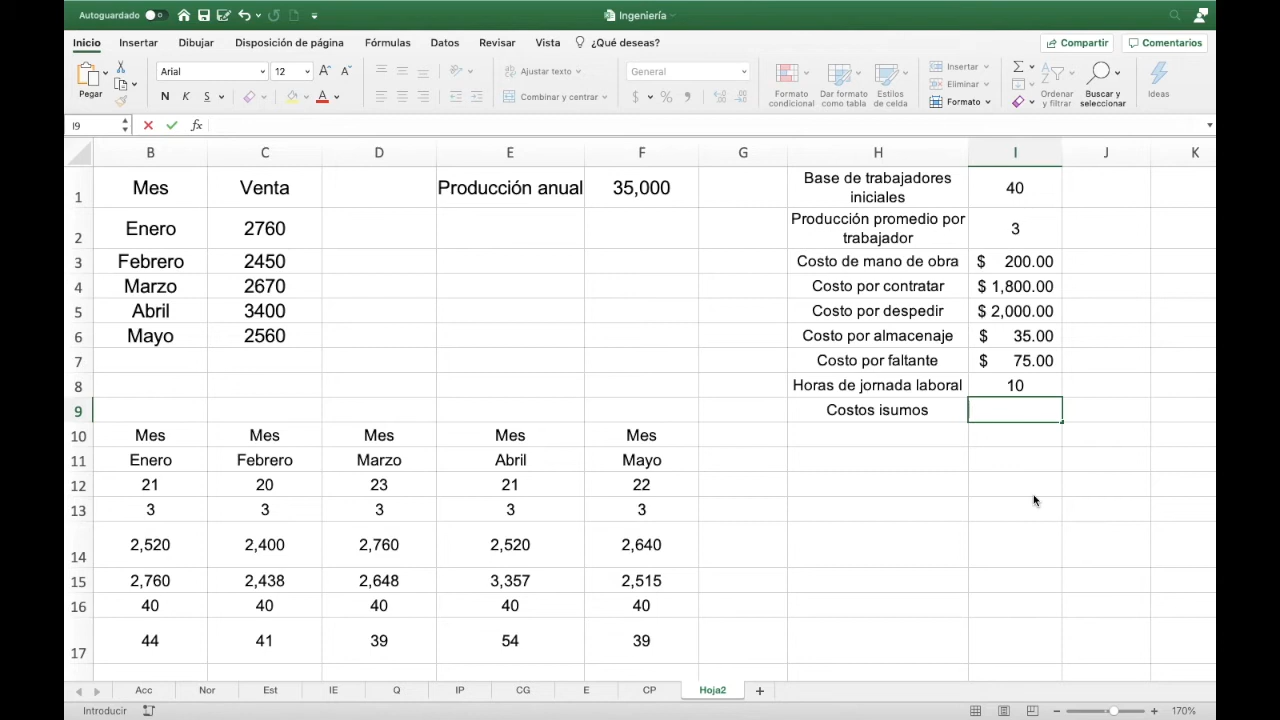 Autoguardado
Ingeniería
Inicio Insertar Dibujar Disposición de página Fórmulas Datos Revisar Vista ¿Qué deseas? Compartir Comentarios
Pegar Arial 12 A A Ajustar texto General Insertar
N K S A Combinar y centrar $ % Eliminar
Formato condicional Dar formato como tabla Estilos de celda Formato Ordenar y filtrar Buscar y seleccionar Ideas
I9 fx
B C D E F G H I J K
1 Mes Venta Producción anual 35,000 Base de trabajadores iniciales 40
2 Enero 2760 Producción promedio por trabajador 3
3 Febrero 2450 Costo de mano de obra $ 200.00
4 Marzo 2670 Costo por contratar $ 1,800.00
5 Abril 3400 Costo por despedir $ 2,000.00
6 Mayo 2560 Costo por almacenaje $ 35.00
7 Costo por faltante $ 75.00
8 Horas de jornada laboral 10
9 Costos isumos
10 Mes Mes Mes Mes Mes
11 Enero Febrero Marzo Abril Mayo
12 21 20 23 21 22
13 3 3 3 3 3
14 2,520 2,400 2,760 2,520 2,640
15 2,760 2,438 2,648 3,357 2,515
16 40 40 40 40 40
17 44 41 39 54 39
Acc Nor Est IE Q IP CG E CP Hoja2 +
Introducir 170%